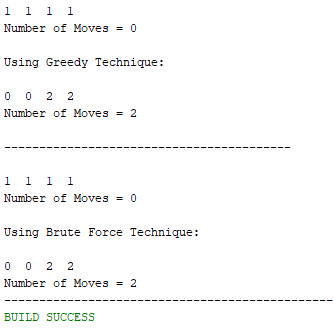 1 1 1 1
Number of Moves = 0
Using Greedy Technique:
0 0 2 2
Number of Moves = 2
-----------------------------------------
1 1 1 1
Number of Moves = 0
Using Brute Force Technique:
0 0 2 2
Number of Moves = 2
-----------------------------------------------
BUILD SUCCESS